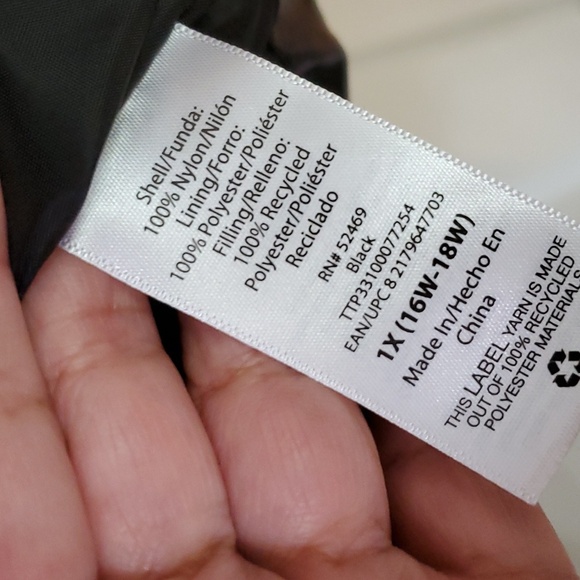 Shell/Funda:
100% Nylon/Nilón
Lining/Forro:
100% Polyester/Poliéster
Filling/Relleno:
100% Recycled
Polyester/Poliéster
Reciclado
RN# 52469
Black
TTP33100077254
EAN/UPC 8 2179647703
1X (16W-18W)
Made In/Hecho En
China
THIS LABEL YARN IS MADE
OUT OF 100% RECYCLED
POLYESTER MATERIALS